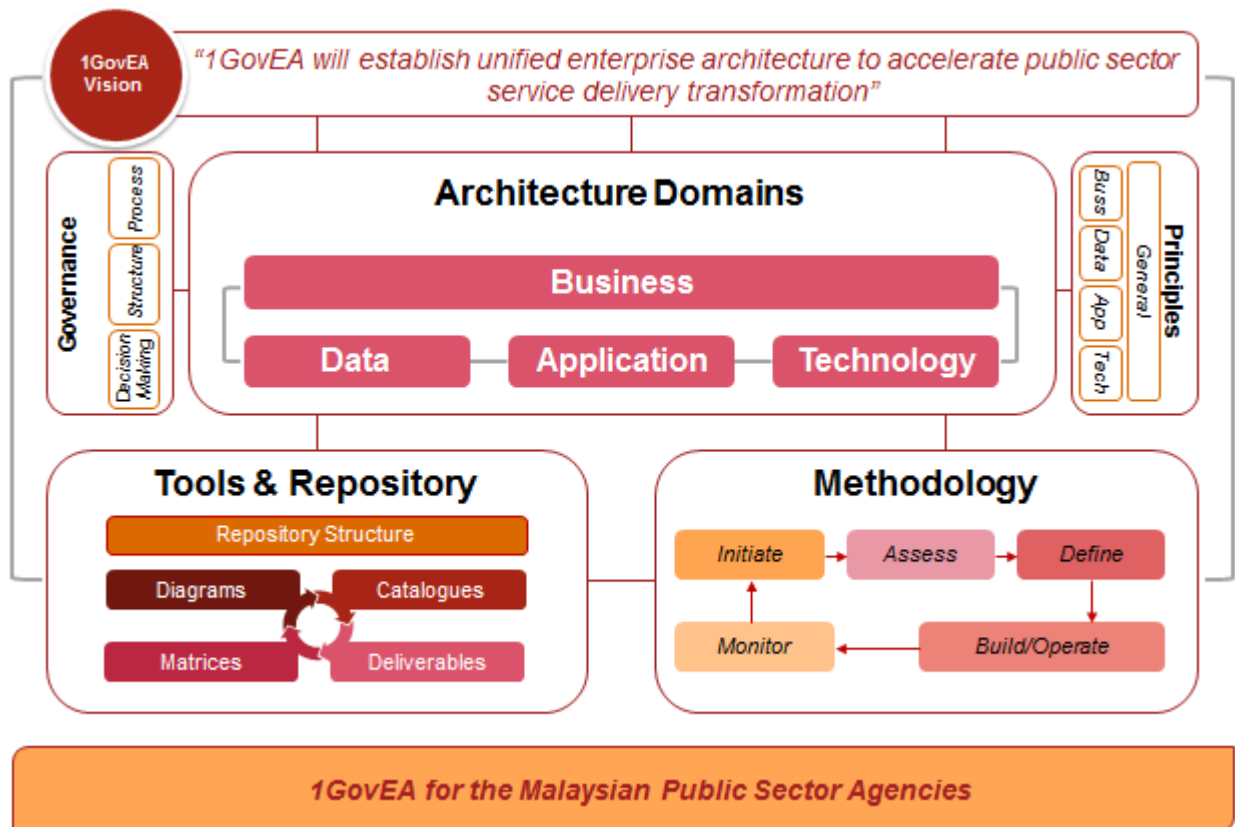 1GovEA
Vision
“1GovEA will establish unified enterprise architecture to accelerate public sector
service delivery transformation”
Governance
Process
Structure
Decision
Making
Architecture Domains
Business
Data
Application
Technology
Buss
Data
App
Tech
General
Principles
Tools & Repository
Repository Structure
Diagrams
Catalogues
Matrices
Deliverables
Methodology
Initiate
Assess
Define
Monitor
Build/Operate
1GovEA for the Malaysian Public Sector Agencies